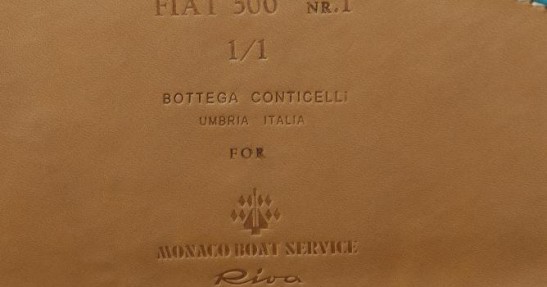 FIAT 500 NR.1
1/1
BOTTEGA CONTICELLI
UMBRIA ITALIA
FOR
MONACO BOAT SERVICE
Riva